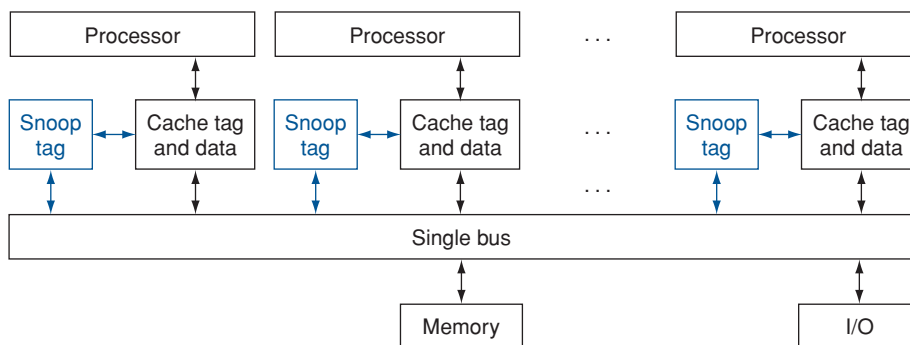 Processor
Processor
. . .
Processor
Snoop
tag
Cache tag
and data
Snoop
tag
Cache tag
and data
. . .
Snoop
tag
Cache tag
and data
. . .
Single bus
Memory
I/O